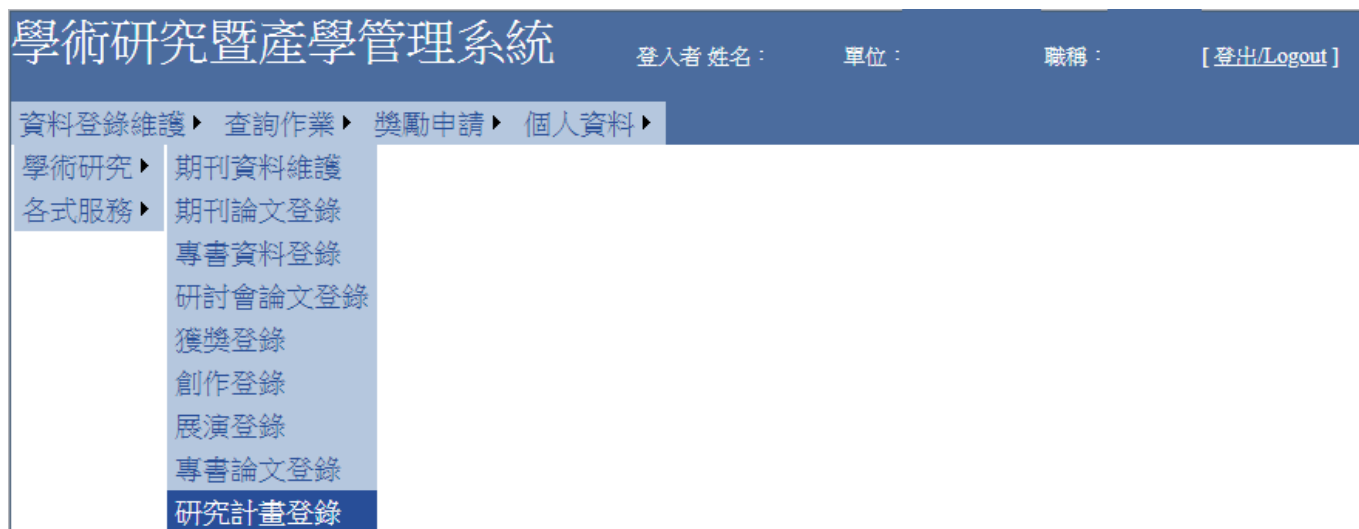 學術研究暨產學管理系統 登入者 姓名： 單位： 職稱： [ 登出/Logout ]
資料登錄維護 查詢作業 獎勵申請 個人資料
學術研究 期刊資料維護
各式服務 期刊論文登錄
專書資料登錄
研討會論文登錄
獲獎登錄
創作登錄
展演登錄
專書論文登錄
研究計畫登錄